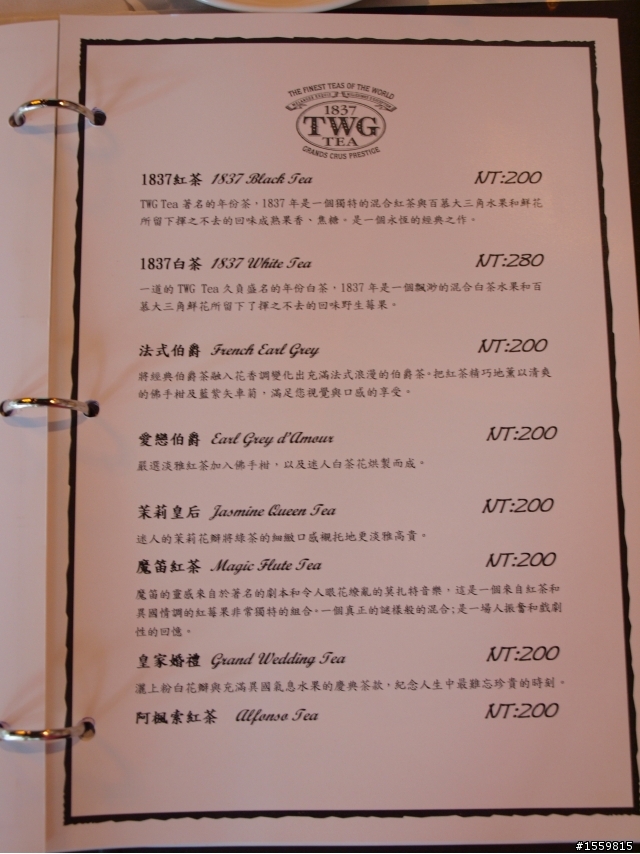 THE FINEST TEAS OF THE WORLD
1837
TWG
TEA
GRANDS CRUS PRESTIGE
1837紅茶 1837 Black Tea NT:200
TWG Tea 著名的年份茶，1837 年是一個獨特的混合紅茶與百慕大三角水果和鮮花
所留下揮之不去的回味成熟果香、焦糖。是一個永恆的經典之作。
1837白茶 1837 White Tea NT:280
一道的 TWG Tea 久負盛名的年份白茶，1837 年是一個飄渺的混合白茶水果和百
慕大三角鮮花所留下了揮之不去的回味野生莓果。
法式伯爵 French Earl Grey NT:200
將經典伯爵茶融入花香調變化出充滿法式浪漫的伯爵茶。把紅茶精巧地薰以清爽
的佛手柑及藍紫矢車菊，滿足您視覺與口感的享受。
愛戀伯爵 Earl Grey d'Amour NT:200
嚴選淡雅紅茶加入佛手柑，以及迷人白茶花烘製而成。
茉莉皇后 Jasmine Queen Tea NT:200
迷人的茉莉花瓣將綠茶的細緻口感襯托地更淡雅高貴。
魔笛紅茶 Magic Flute Tea NT:200
魔笛的靈感來自於著名的劇本和令人眼花繚亂的莫扎特音樂，這是一個來自紅茶和
異國情調的紅莓果非常獨特的組合。一個真正的謎樣般的混合；是一場人振奮和戲劇
性的回憶。
皇家婚禮 Grand Wedding Tea NT:200
灑上粉白花瓣與充滿異國氣息水果的慶典茶款，紀念人生中最難忘珍貴的時刻。
阿楓索紅茶 Alfonso Tea NT:200
#1559815